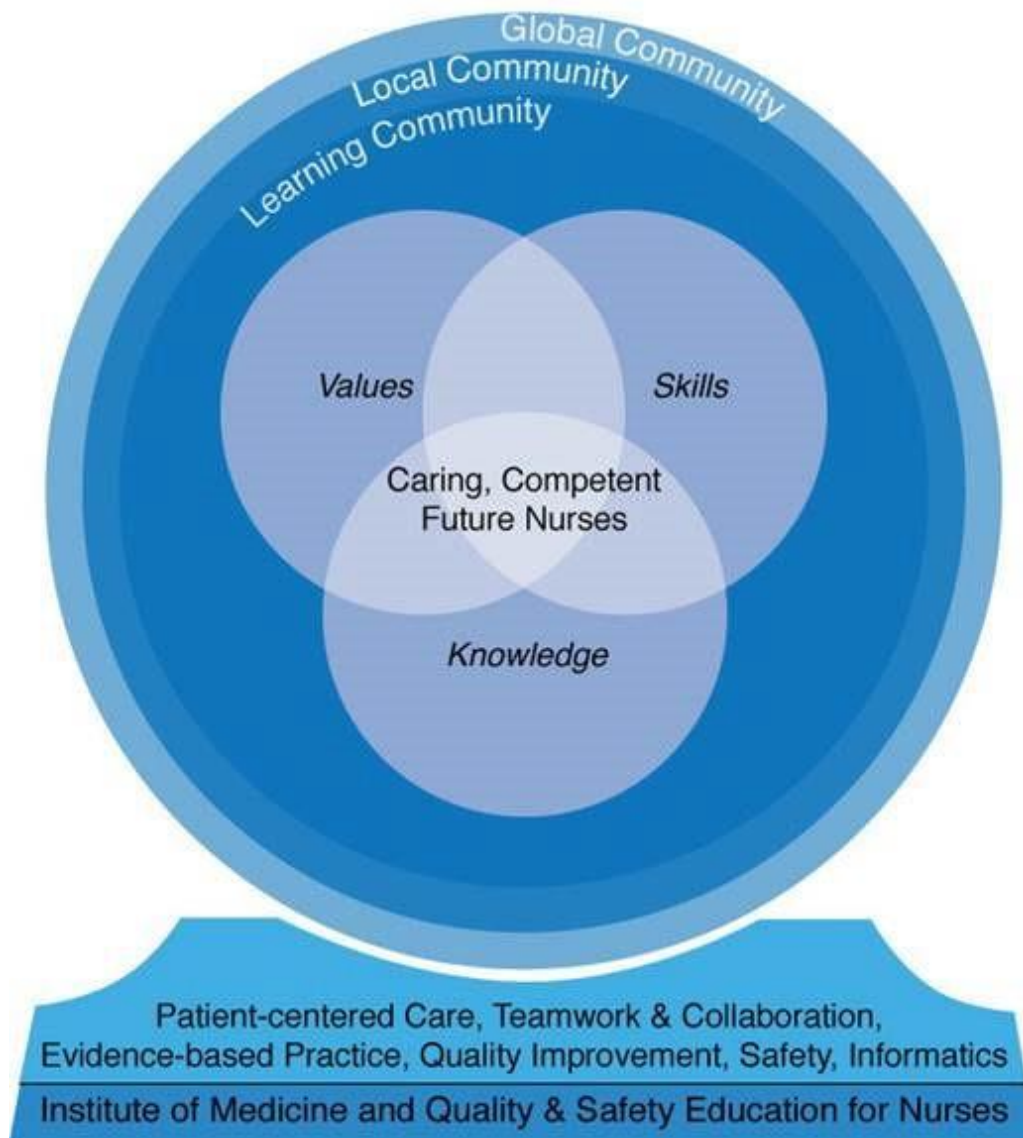 Global Community
Local Community
Learning Community
Values
Skills
Caring, Competent
Future Nurses
Knowledge
Patient-centered Care, Teamwork & Collaboration,
Evidence-based Practice, Quality Improvement, Safety, Informatics
Institute of Medicine and Quality & Safety Education for Nurses